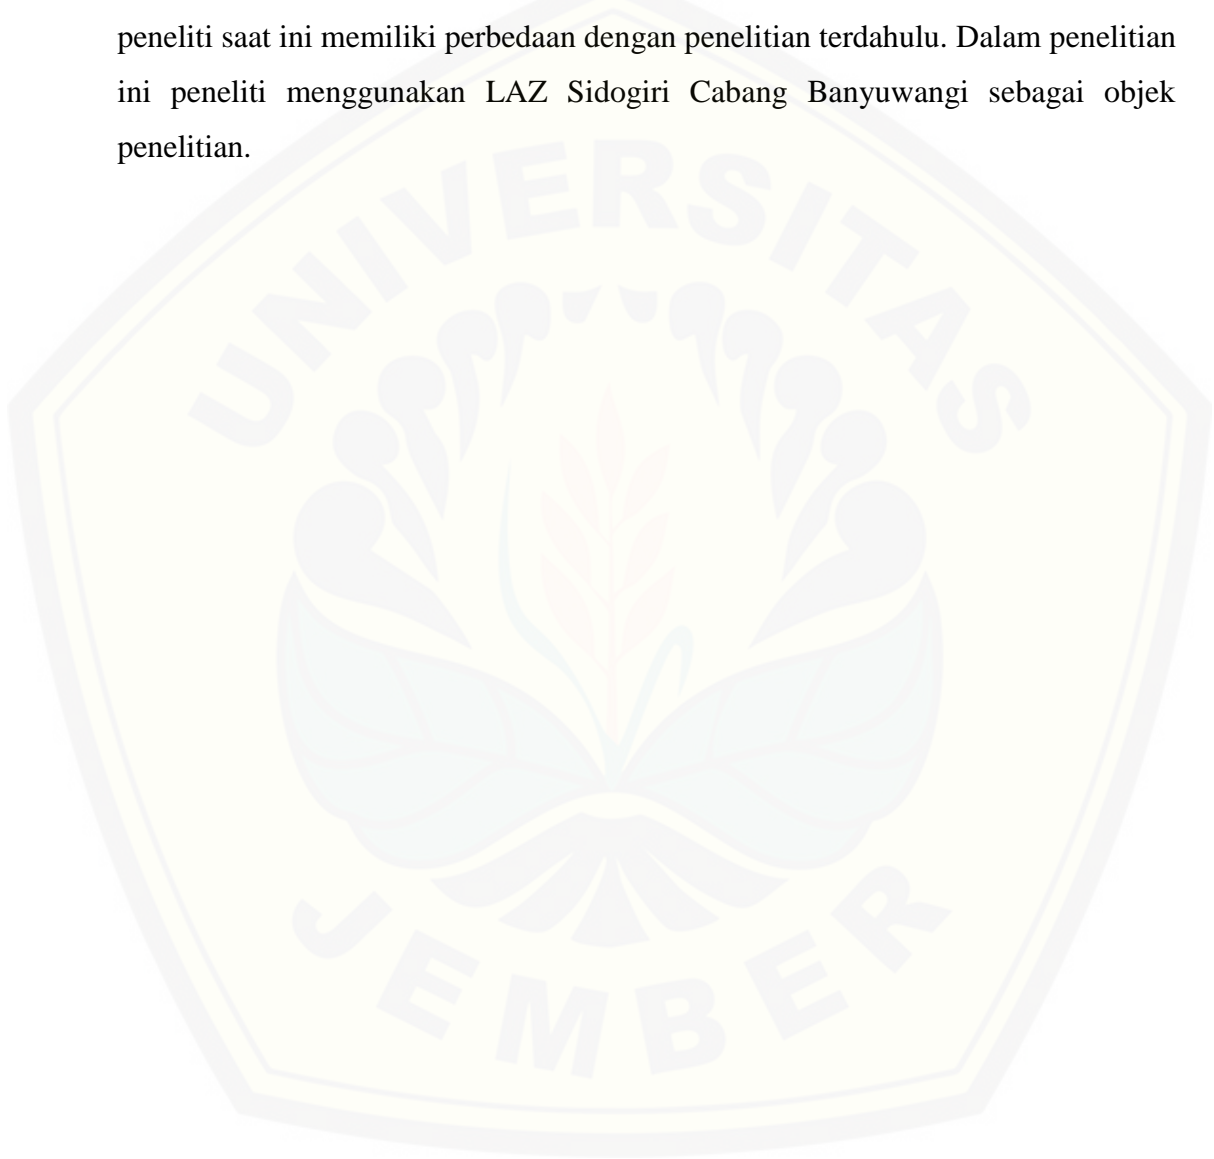 peneliti saat ini memiliki perbedaan dengan penelitian terdahulu. Dalam penelitian
ini peneliti menggunakan LAZ Sidogiri Cabang Banyuwangi sebagai objek
penelitian.
UNIVERSITAS
JEMBER